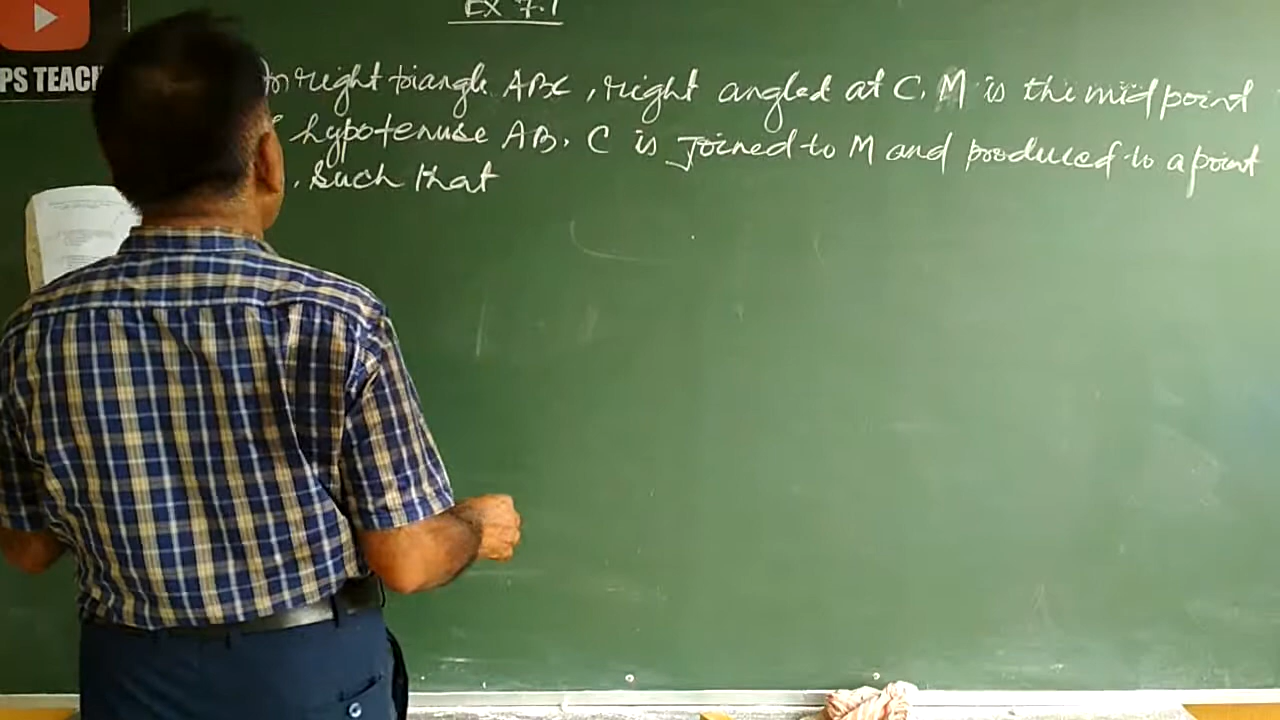 Ex 7.1
PS TEACH
In right triangle ABC, right angled at C, M is the midpoint
hypotenuse AB. C is joined to M and produced to a point
. such that